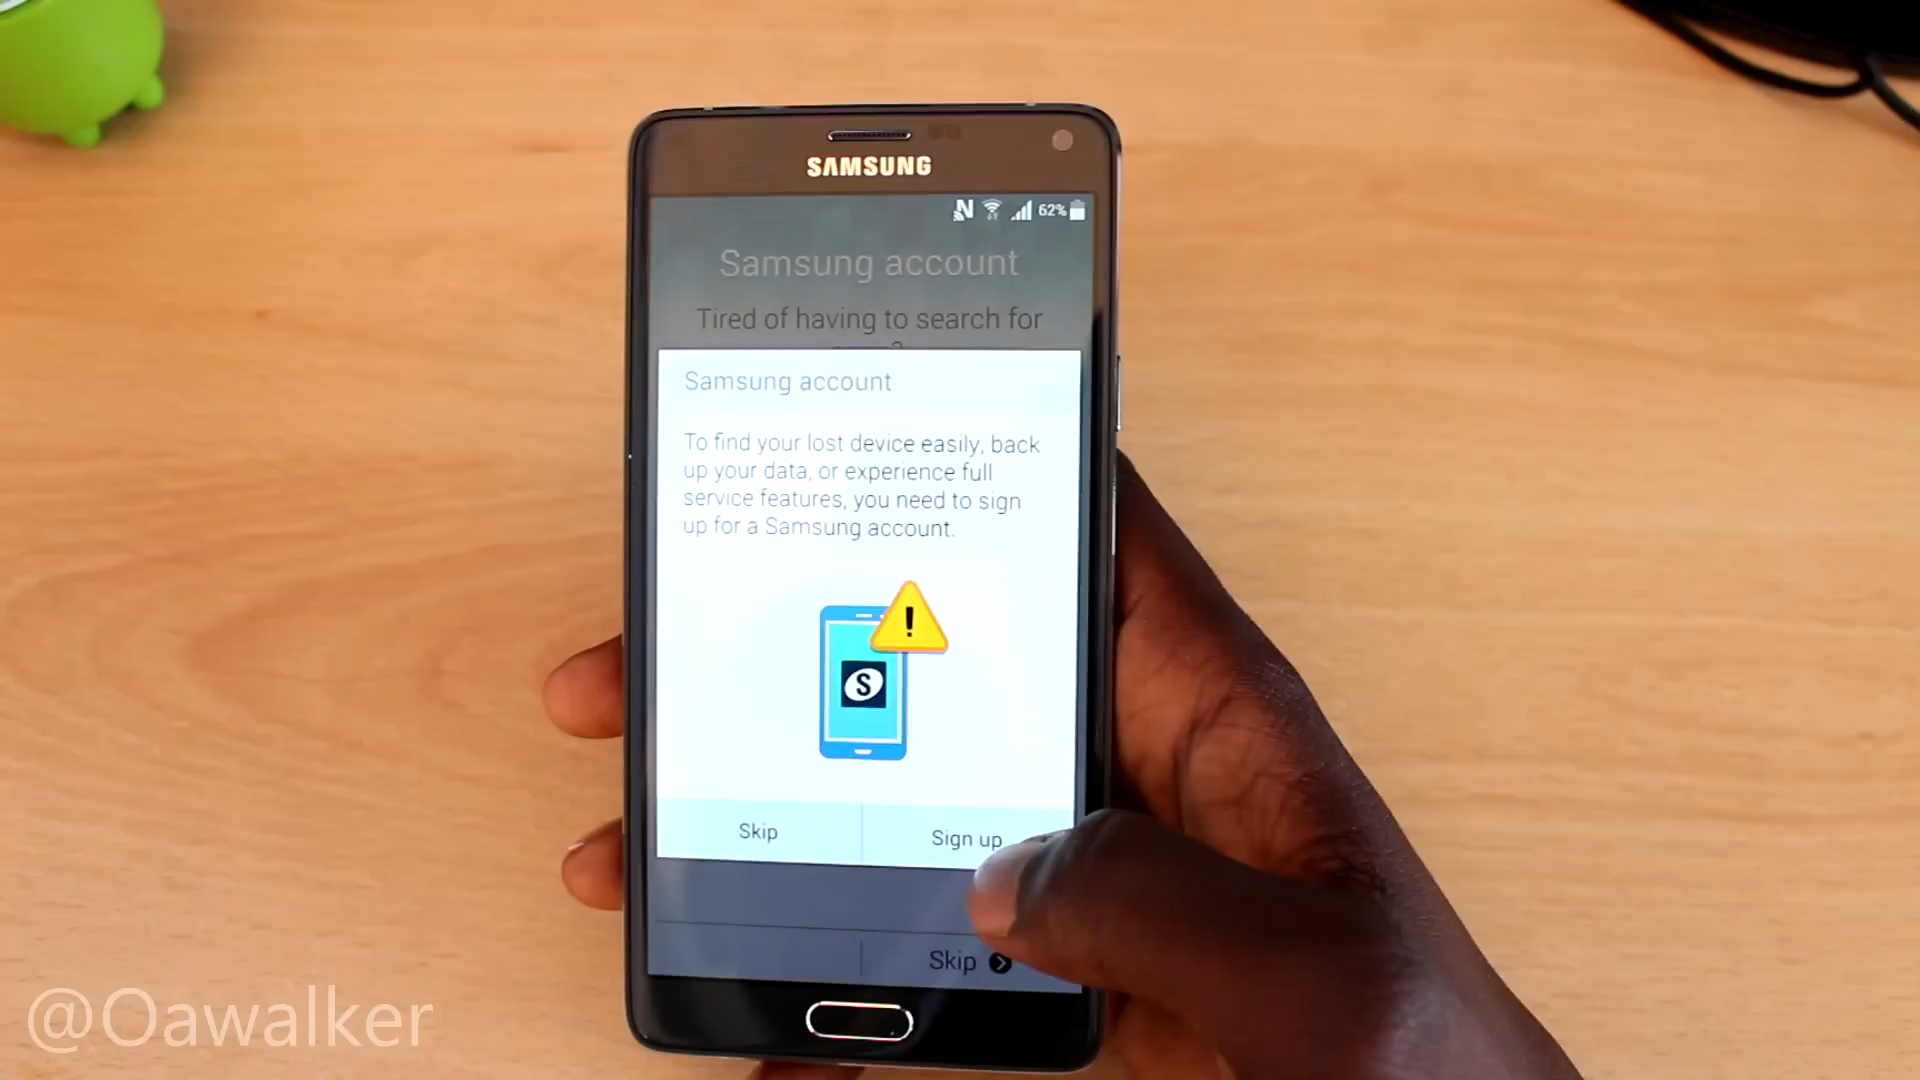 SAMSUNG
62%
Samsung account
Tired of having to search for
Samsung account
To find your lost device easily, back
up your data, or experience full
service features, you need to sign
up for a Samsung account.
!
S
Skip
Sign up
Skip
@Oawalker